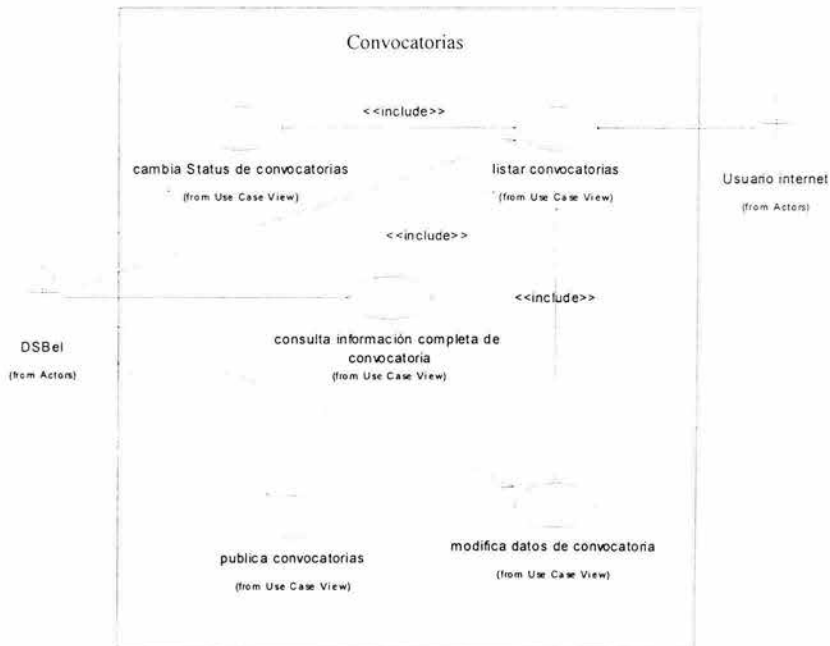 Convocatorias
<<include>>
cambia Status de convocatorias
(from Use Case View)
listar convocatorias
(from Use Case View)
Usuario internet
(from Actors)
<<include>>
<<include>>
DSBel
(from Actors)
consulta información completa de
convocatoria
(from Use Case View)
publica convocatorias
(from Use Case View)
modifica datos de convocatoria
(from Use Case View)